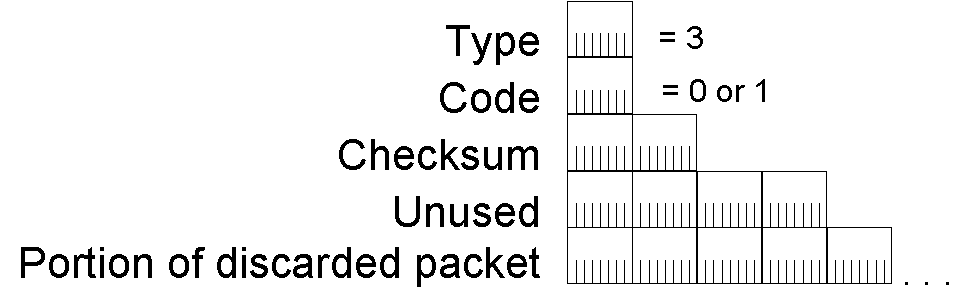 Type = 3
Code = 0 or 1
Checksum
Unused
Portion of discarded packet . . .